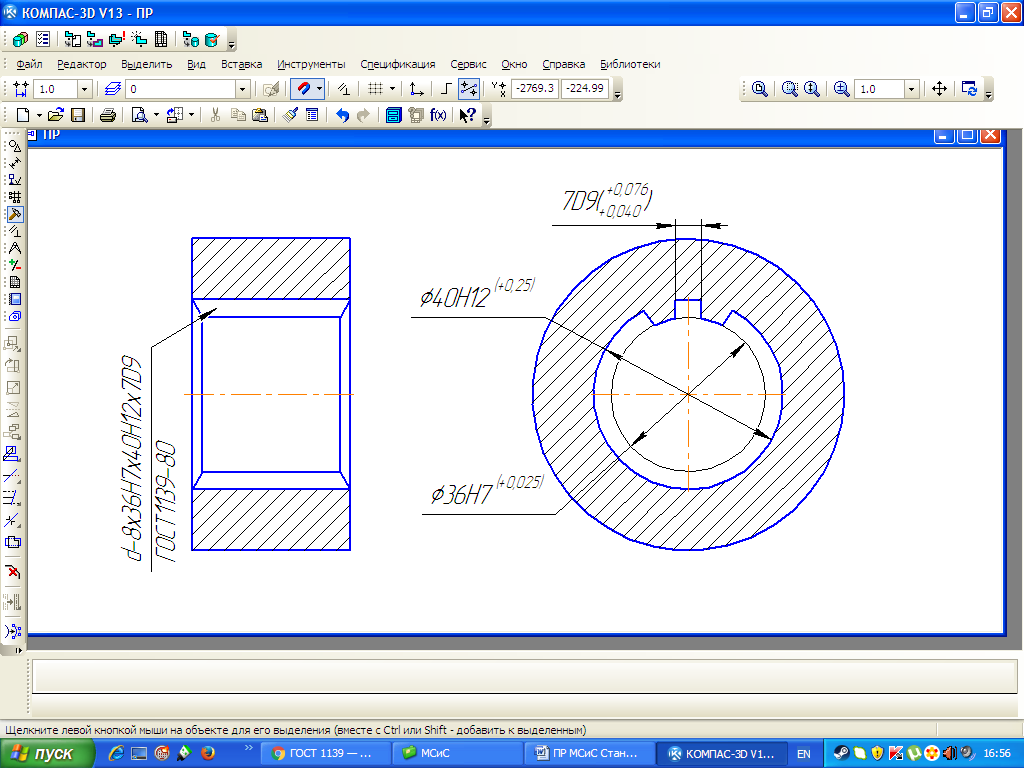 КОМПАС-3D V13 - ПР
Файл Редактор Выделить Вид Вставка Инструменты Спецификация Сервис Окно Справка Библиотеки
1.0 0 -2769.3 -224.99 1.0
f(x)
ПР
7D9(+0,076 +0,040)
⌀40H12 (+0,25)
d-8x36H7x40H12x7D9
ГОСТ1139-80
⌀36H7 (+0,025)
Щелкните левой кнопкой мыши на объекте для его выделения (вместе с Ctrl или Shift - добавить к выделенным)
пуск ГОСТ 1139 — ... МСиС ПР МСиС Стан... КОМПАС-3D V1... EN 16:56